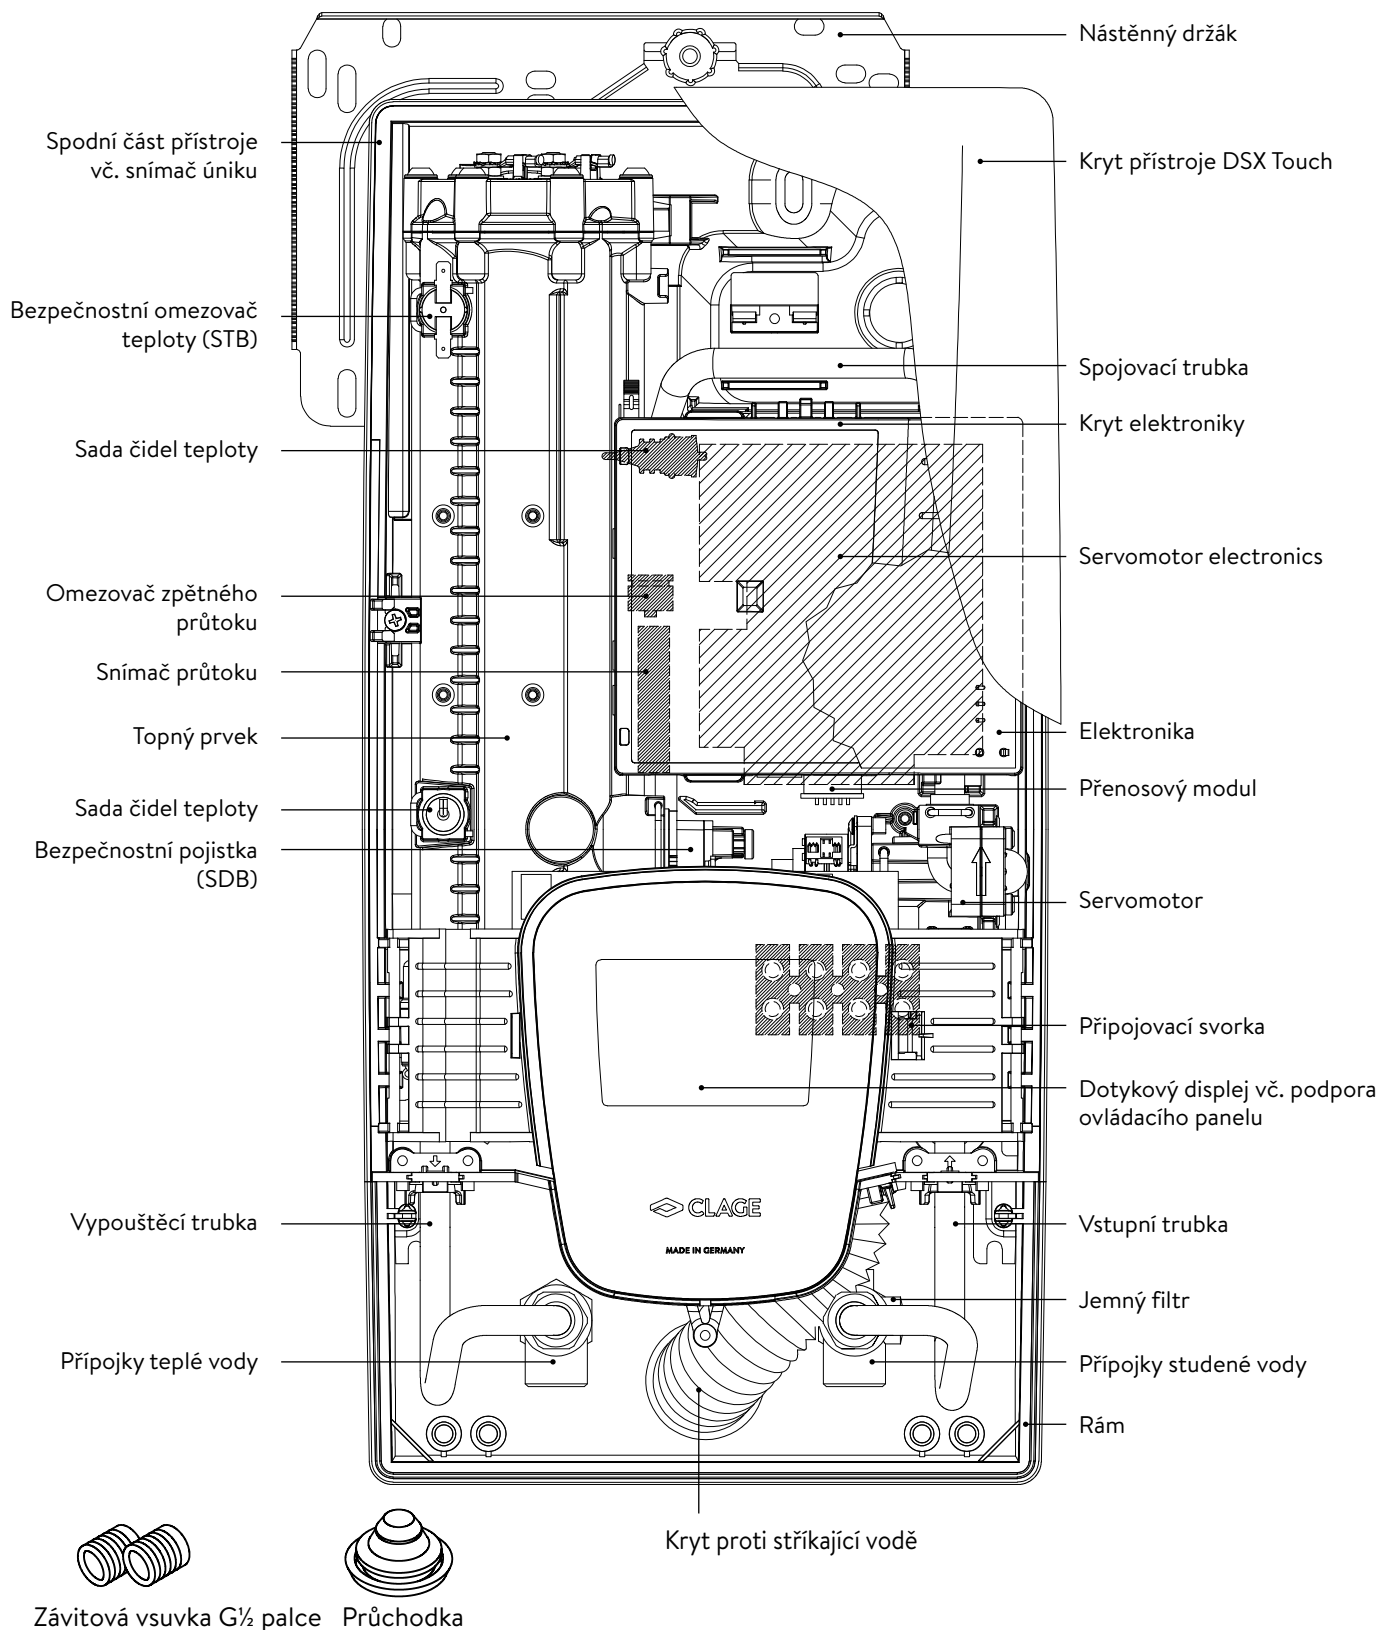 Nástěnný držák
Spodní část přístroje
vč. snímač úniku
Kryt přístroje DSX Touch
Bezpečnostní omezovač
teploty (STB)
Spojovací trubka
Kryt elektroniky
Sada čidel teploty
Servomotor electronics
Omezovač zpětného
průtoku
Snímač průtoku
Topný prvek
Elektronika
Přenosový modul
Sada čidel teploty
Bezpečnostní pojistka
(SDB)
Servomotor
Připojovací svorka
Dotykový displej vč. podpora
ovládacího panelu
CLAGE
MADE IN GERMANY
Vypouštěcí trubka
Vstupní trubka
Jemný filtr
Přípojky teplé vody
Přípojky studené vody
Rám
Kryt proti stříkající vodě
Závitová vsuvka G½ palce
Průchodka